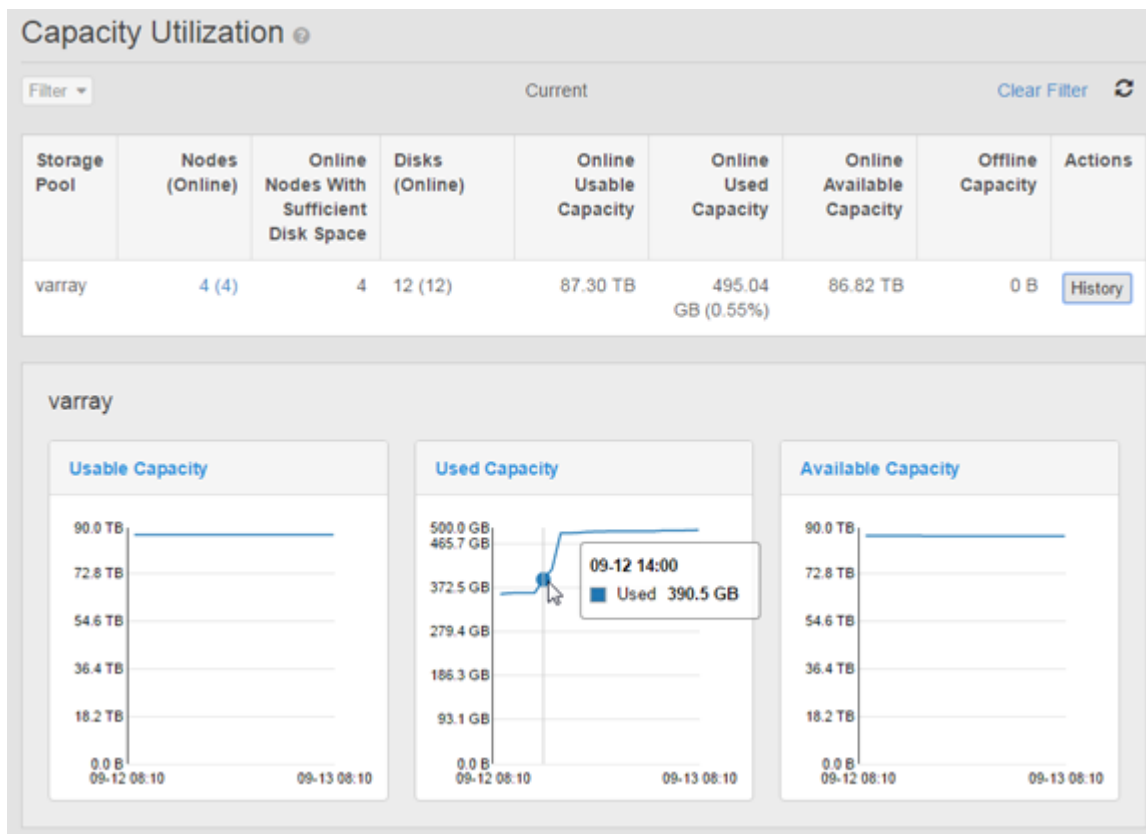 Capacity Utilization
Filter
Current
Clear Filter
Storage Pool
Nodes (Online)
Online Nodes With Sufficient Disk Space
Disks (Online)
Online Usable Capacity
Online Used Capacity
Online Available Capacity
Offline Capacity
Actions
varray
4 (4)
4
12 (12)
87.30 TB
495.04 GB (0.55%)
86.82 TB
0 B
History
varray
Usable Capacity
90.0 TB
72.8 TB
54.6 TB
36.4 TB
18.2 TB
0.0 B
09-12 08:10
09-13 08:10
Used Capacity
500.0 GB
465.7 GB
372.5 GB
279.4 GB
186.3 GB
93.1 GB
0.0 B
09-12 08:10
09-13 08:10
09-12 14:00
Used 390.5 GB
Available Capacity
90.0 TB
72.8 TB
54.6 TB
36.4 TB
18.2 TB
0.0 B
09-12 08:10
09-13 08:10